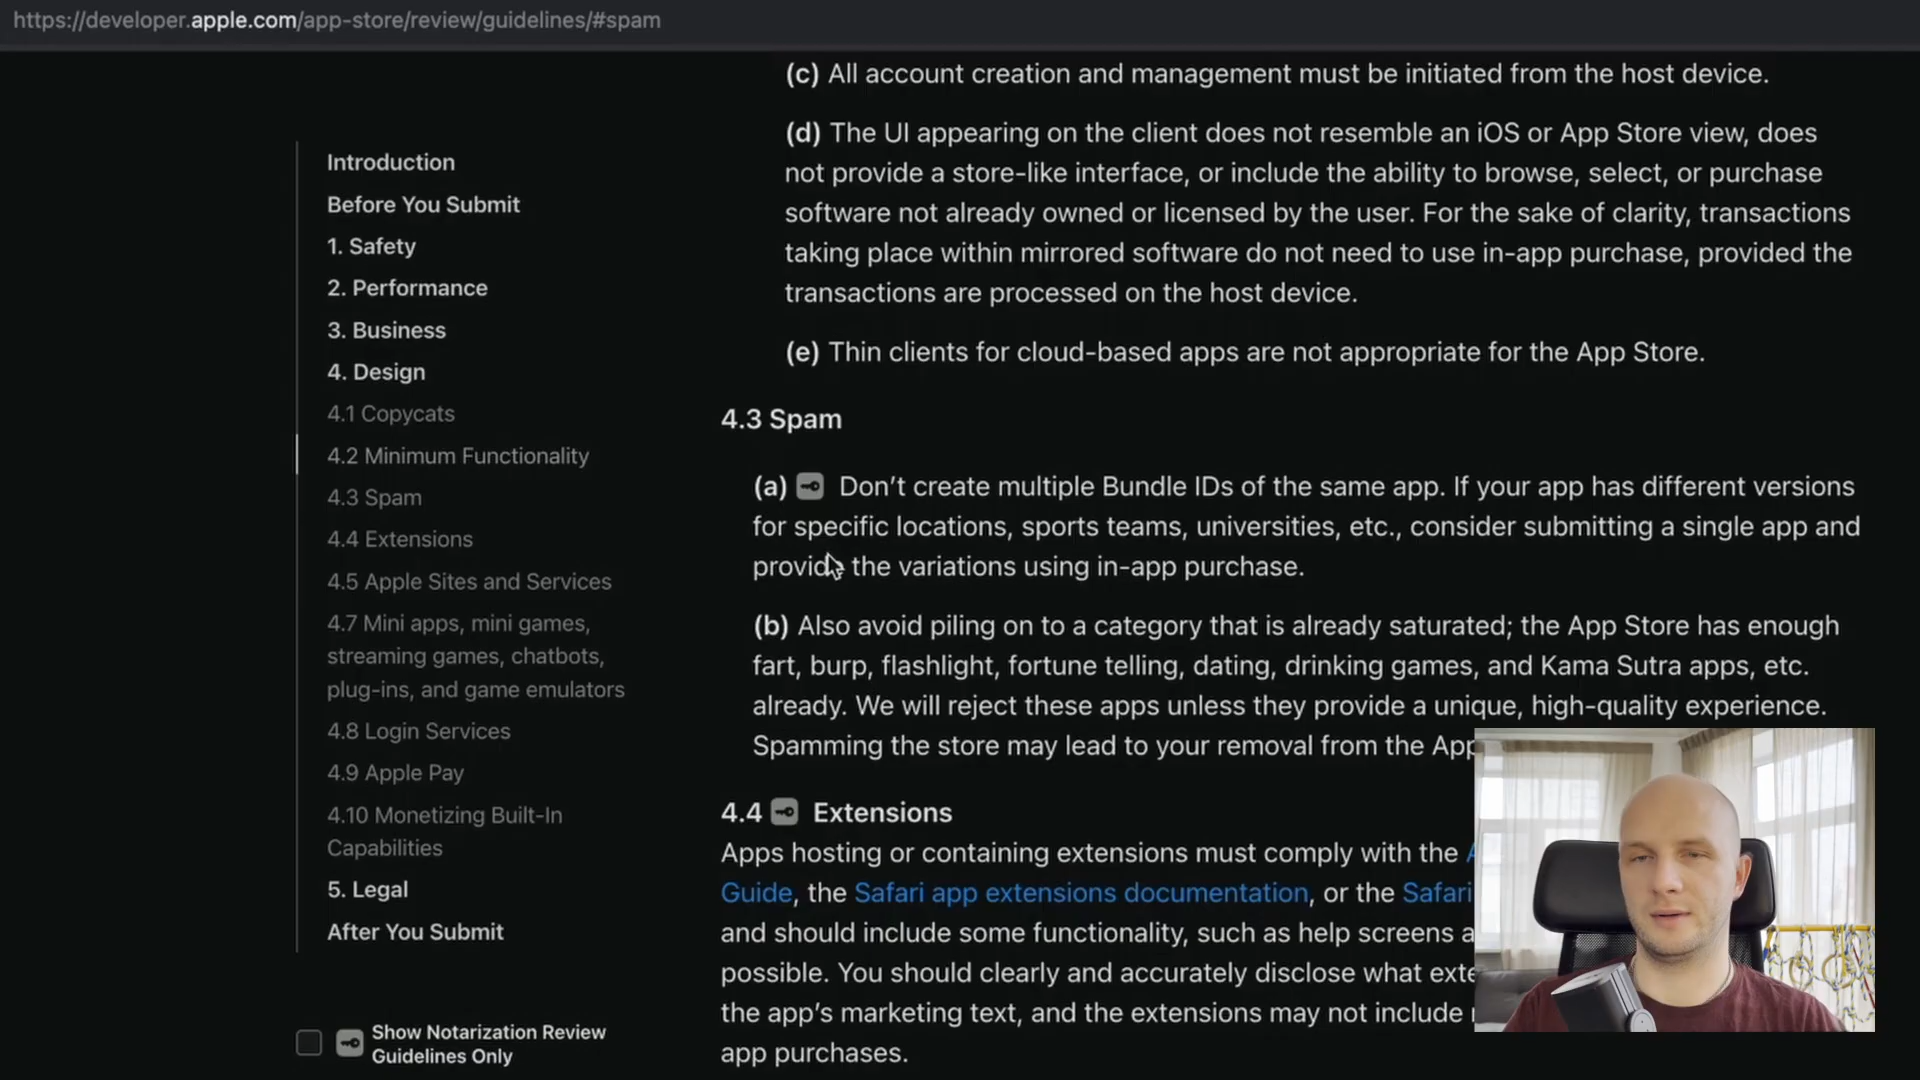 https://developer.apple.com/app-store/review/guidelines/#spam
Introduction
Before You Submit
1. Safety
2. Performance
3. Business
4. Design
4.1 Copycats
4.2 Minimum Functionality
4.3 Spam
4.4 Extensions
4.5 Apple Sites and Services
4.7 Mini apps, mini games,
streaming games, chatbots,
plug-ins, and game emulators
4.8 Login Services
4.9 Apple Pay
4.10 Monetizing Built-In
Capabilities
5. Legal
After You Submit
Show Notarization Review
Guidelines Only
(c) All account creation and management must be initiated from the host device.
(d) The UI appearing on the client does not resemble an iOS or App Store view, does
not provide a store-like interface, or include the ability to browse, select, or purchase
software not already owned or licensed by the user. For the sake of clarity, transactions
taking place within mirrored software do not need to use in-app purchase, provided the
transactions are processed on the host device.
(e) Thin clients for cloud-based apps are not appropriate for the App Store.
4.3 Spam
(a) Don't create multiple Bundle IDs of the same app. If your app has different versions
for specific locations, sports teams, universities, etc., consider submitting a single app and
provide the variations using in-app purchase.
(b) Also avoid piling on to a category that is already saturated; the App Store has enough
fart, burp, flashlight, fortune telling, dating, drinking games, and Kama Sutra apps, etc.
already. We will reject these apps unless they provide a unique, high-quality experience.
Spamming the store may lead to your removal from the App
4.4 Extensions
Apps hosting or containing extensions must comply with the
Guide, the Safari app extensions documentation, or the Safari
and should include some functionality, such as help screens a
possible. You should clearly and accurately disclose what exte
the app's marketing text, and the extensions may not include
app purchases.